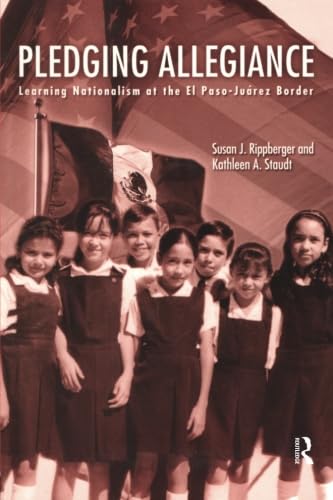 PLEDGING ALLEGIANCE
Learning Nationalism at the El Paso-Juárez Border
Susan J. Rippberger and
Kathleen A. Staudt
R
ROUTLEDGE